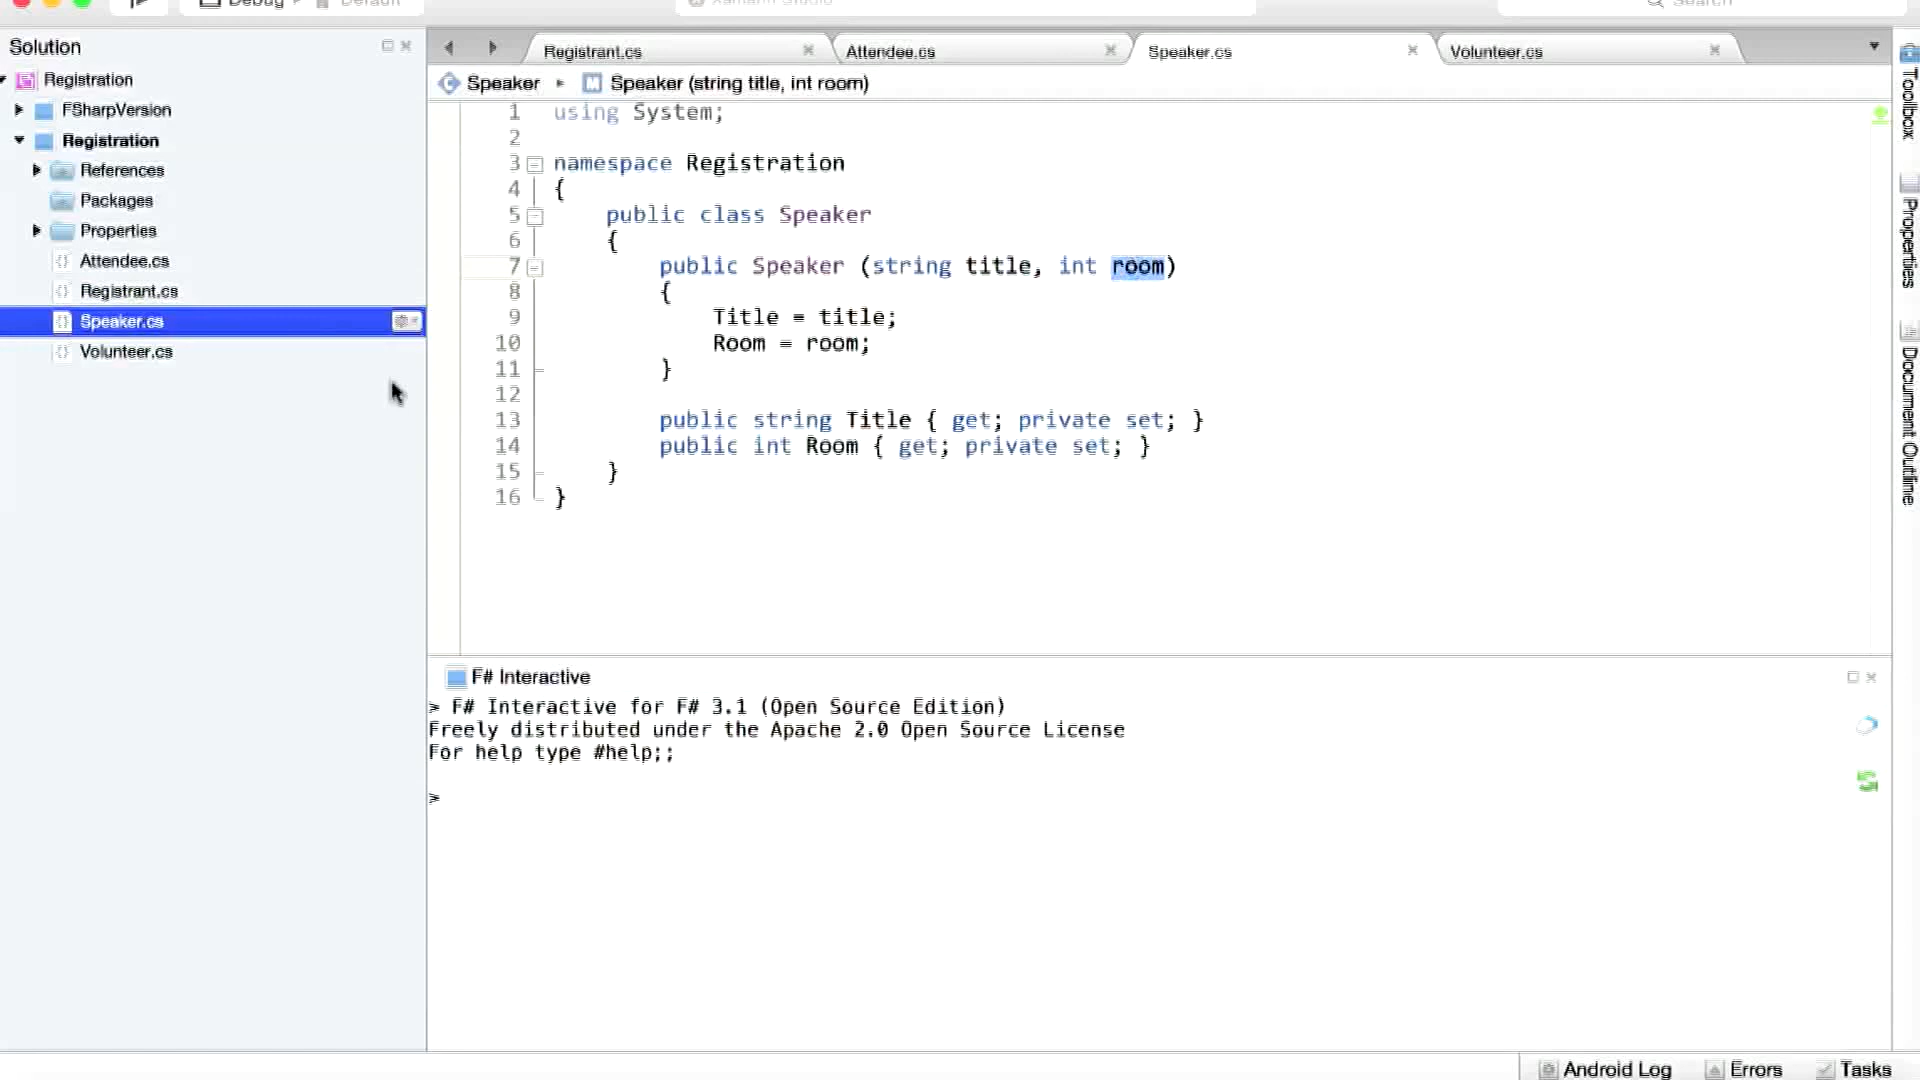 Debug
Default
Xamarin Studio
Search
Solution
Registration
FSharpVersion
Registration
References
Packages
Properties
Attendee.cs
Registrant.cs
Speaker.cs
Volunteer.cs
Registrant.cs
Attendee.cs
Speaker.cs
Volunteer.cs
Speaker
Speaker (string title, int room)
1 using System;
2
3 namespace Registration
4 {
5 public class Speaker
6 {
7 public Speaker (string title, int room)
8 {
9 Title = title;
10 Room = room;
11 }
12
13 public string Title { get; private set; }
14 public int Room { get; private set; }
15 }
16 }
F# Interactive
> F# Interactive for F# 3.1 (Open Source Edition)
Freely distributed under the Apache 2.0 Open Source License
For help type #help;;
>
Toolbox
Properties
Document Outline
Android Log
Errors
Tasks